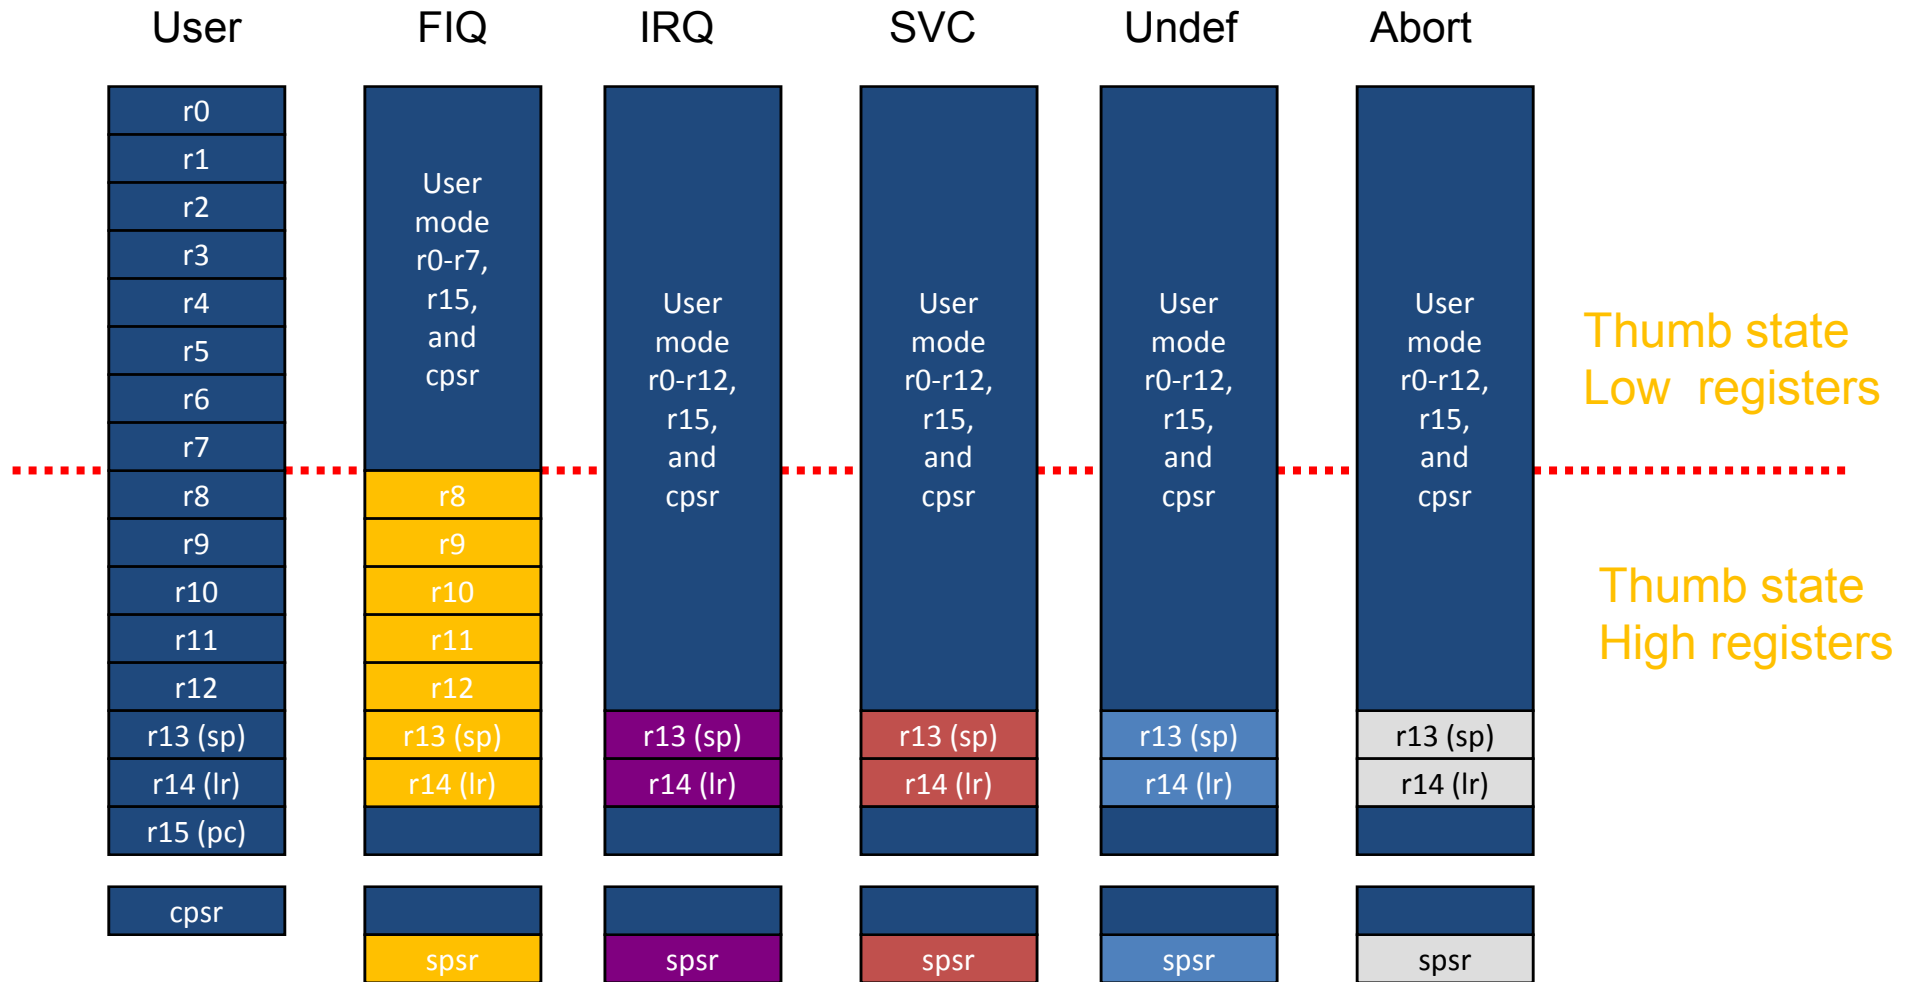 User
FIQ
IRQ
SVC
Undef
Abort
r0
r1
r2
r3
r4
r5
r6
r7
r8
r9
r10
r11
r12
r13 (sp)
r14 (lr)
r15 (pc)
cpsr
User
mode
r0-r7,
r15,
and
cpsr
r8
r9
r10
r11
r12
r13 (sp)
r14 (lr)
spsr
User
mode
r0-r12,
r15,
and
cpsr
r13 (sp)
r14 (lr)
spsr
User
mode
r0-r12,
r15,
and
cpsr
r13 (sp)
r14 (lr)
spsr
User
mode
r0-r12,
r15,
and
cpsr
r13 (sp)
r14 (lr)
spsr
User
mode
r0-r12,
r15,
and
cpsr
r13 (sp)
r14 (lr)
spsr
Thumb state
Low registers
Thumb state
High registers